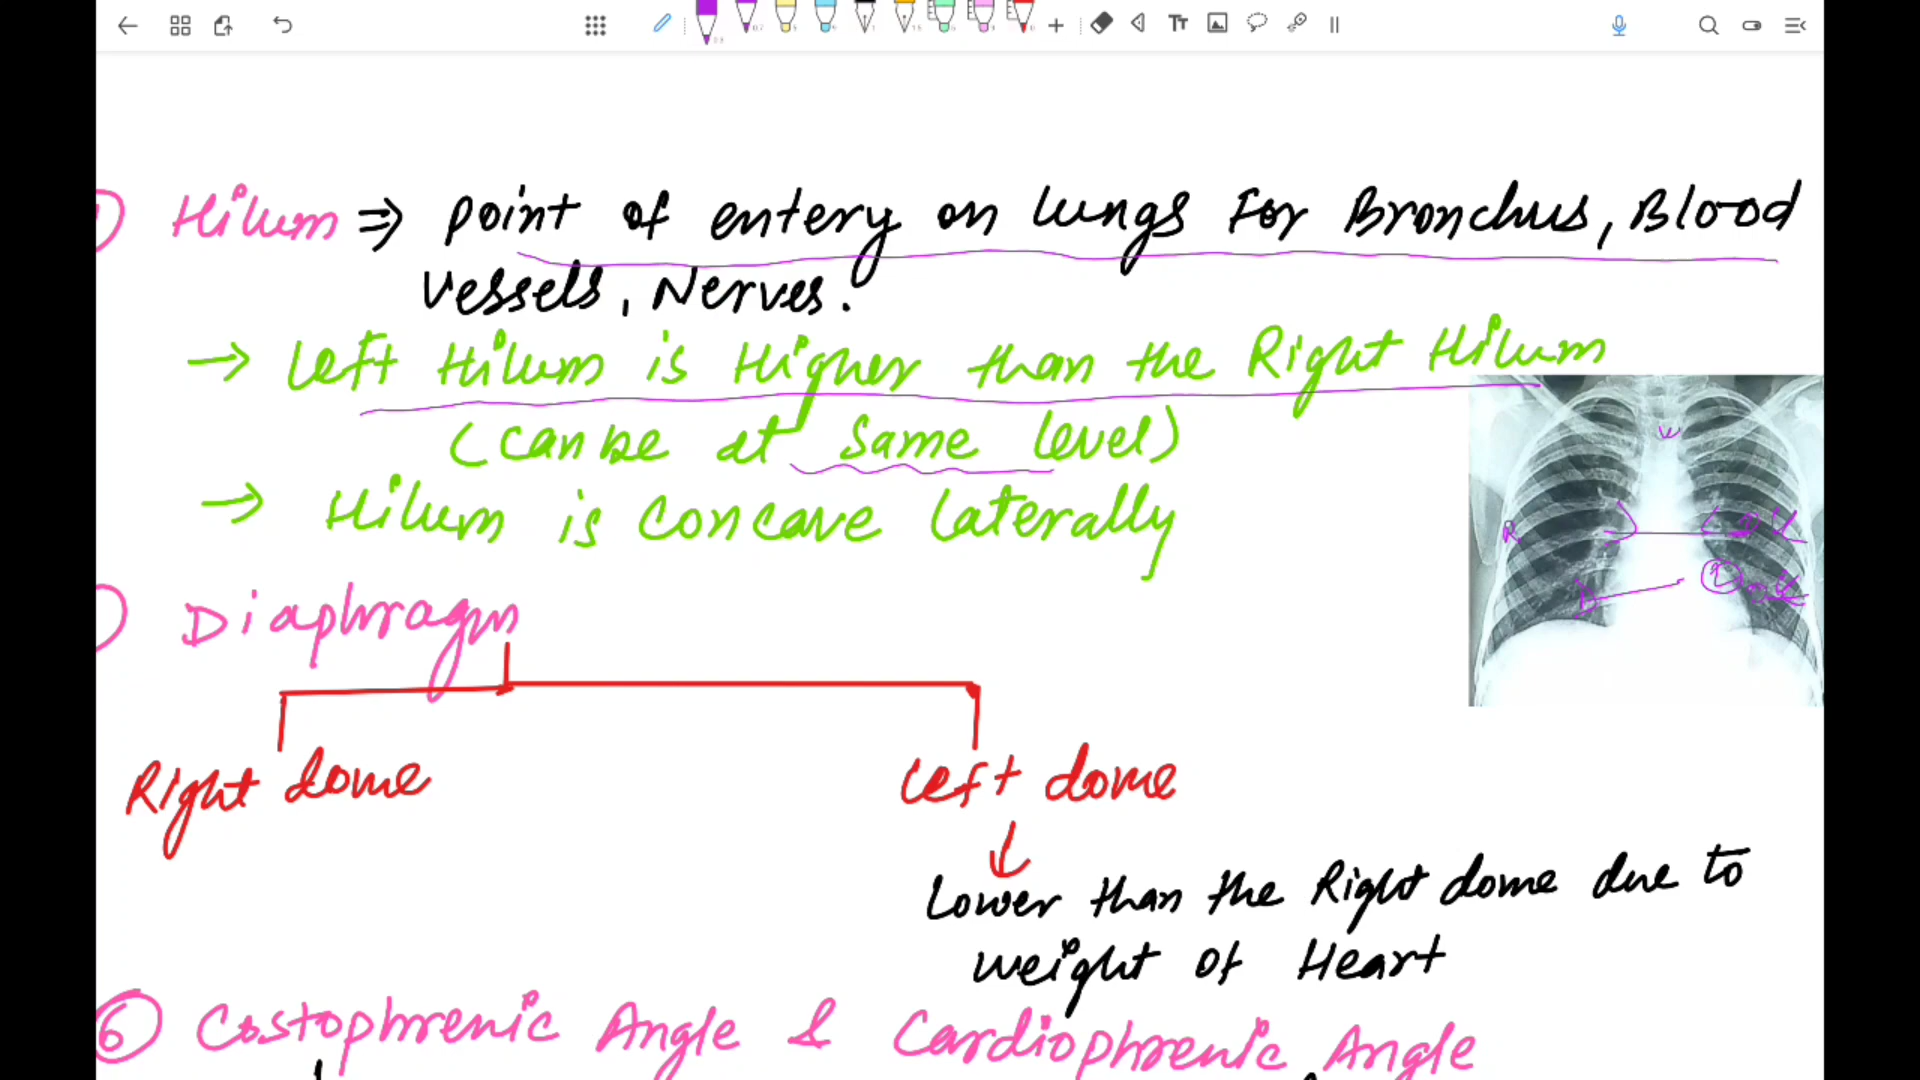 Hilum ⇒ Point of entery on lungs For Bronchus, Blood
Vessels, Nerves.
→ Left Hilum is Higher than the Right Hilum
(can be at same level)
→ Hilum is concave laterally
Diaphragm
Right dome
Left dome
↓
Lower than the Right dome due to
weight of Heart
6 Costophrenic Angle & Cardiophrenic Angle
R